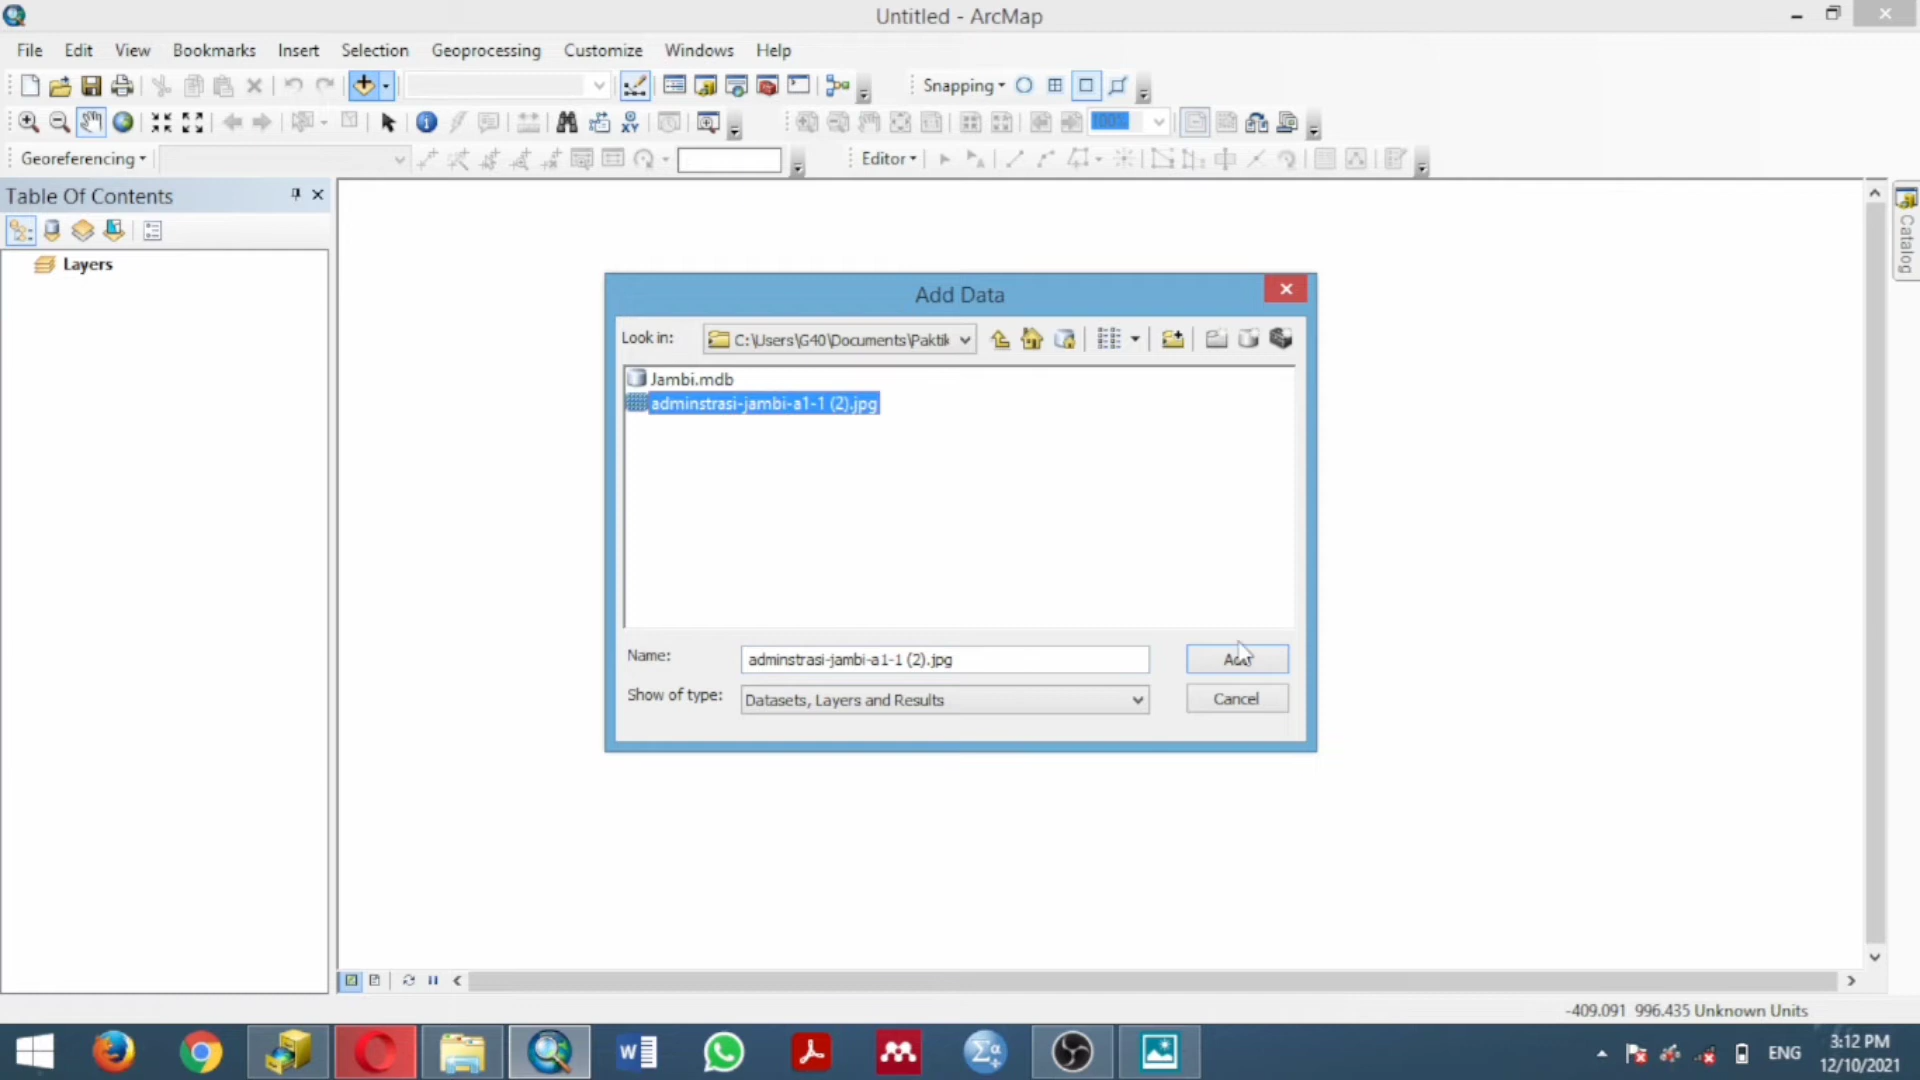 Untitled - ArcMap
File Edit View Bookmarks Insert Selection Geoprocessing Customize Windows Help
Snapping
100%
Georeferencing
Editor
Table Of Contents
Layers
Catalog
Add Data
Look in: C:\Users\G40\Documents\Paktik
Jambi.mdb
adminstrasi-jambi-a1-1 (2).jpg
Name: adminstrasi-jambi-a1-1 (2).jpg Add
Show of type: Datasets, Layers and Results Cancel
-409.091 996.435 Unknown Units
ENG
3:12 PM
12/10/2021